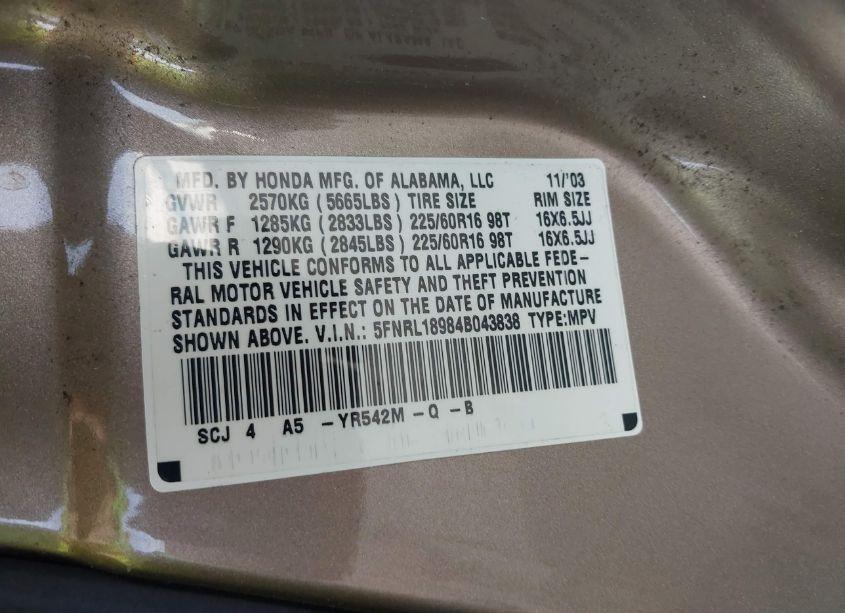 MFD. BY HONDA MFG. OF ALABAMA, LLC 11/'03
GVWR 2570KG (5665LBS) TIRE SIZE RIM SIZE
GAWR F 1285KG (2833LBS) 225/60R16 98T 16X6.5JJ
GAWR R 1290KG (2845LBS) 225/60R16 98T 16X6.5JJ
THIS VEHICLE CONFORMS TO ALL APPLICABLE FEDE-
RAL MOTOR VEHICLE SAFETY AND THEFT PREVENTION
STANDARDS IN EFFECT ON THE DATE OF MANUFACTURE
SHOWN ABOVE. V.I.N.: 5FNRL18984B043838 TYPE:MPV
SCJ 4 A5 -YR542M -Q -B